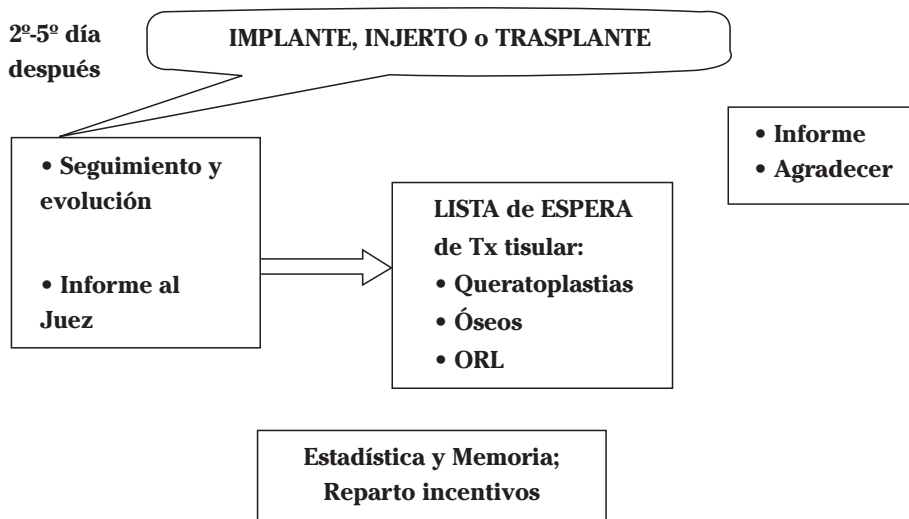 2º-5º día
después
IMPLANTE, INJERTO o TRASPLANTE
• Seguimiento y
evolución
• Informe al
Juez
LISTA de ESPERA
de Tx tisular:
• Queratoplastias
• Óseos
• ORL
• Informe
• Agradecer
Estadística y Memoria;
Reparto incentivos